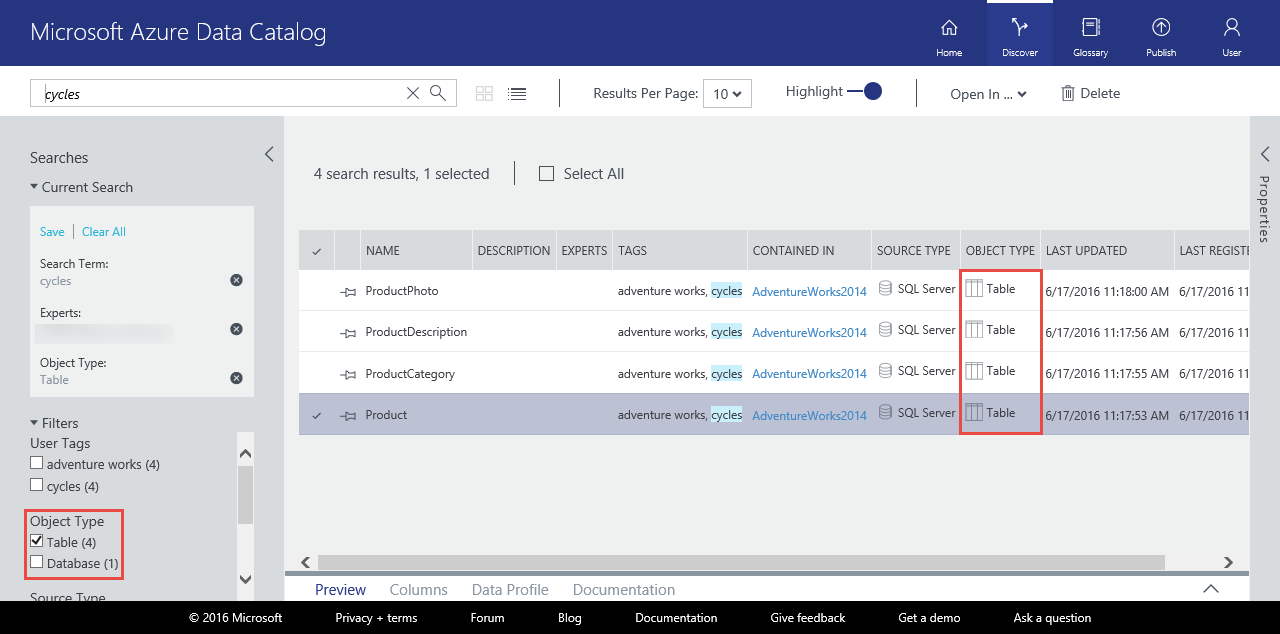 Microsoft Azure Data Catalog
Home
Discover
Glossary
Publish
User
cycles
Results Per Page:
10
Highlight
Open In ...
Delete
Searches
Current Search
Save | Clear All
Search Term:
cycles
Experts:
Object Type:
Table
Filters
User Tags
adventure works (4)
cycles (4)
Object Type
Table (4)
Database (1)
Source Type
4 search results, 1 selected
Select All
NAME DESCRIPTION EXPERTS TAGS CONTAINED IN SOURCE TYPE OBJECT TYPE LAST UPDATED LAST REGISTE
ProductPhoto adventure works, cycles AdventureWorks2014 SQL Server Table 6/17/2016 11:18:00 AM 6/17/2016 11
ProductDescription adventure works, cycles AdventureWorks2014 SQL Server Table 6/17/2016 11:17:56 AM 6/17/2016 11
ProductCategory adventure works, cycles AdventureWorks2014 SQL Server Table 6/17/2016 11:17:55 AM 6/17/2016 11
Product adventure works, cycles AdventureWorks2014 SQL Server Table 6/17/2016 11:17:53 AM 6/17/2016 11
Properties
Preview Columns Data Profile Documentation
© 2016 Microsoft Privacy + terms Forum Blog Documentation Give feedback Get a demo Ask a question